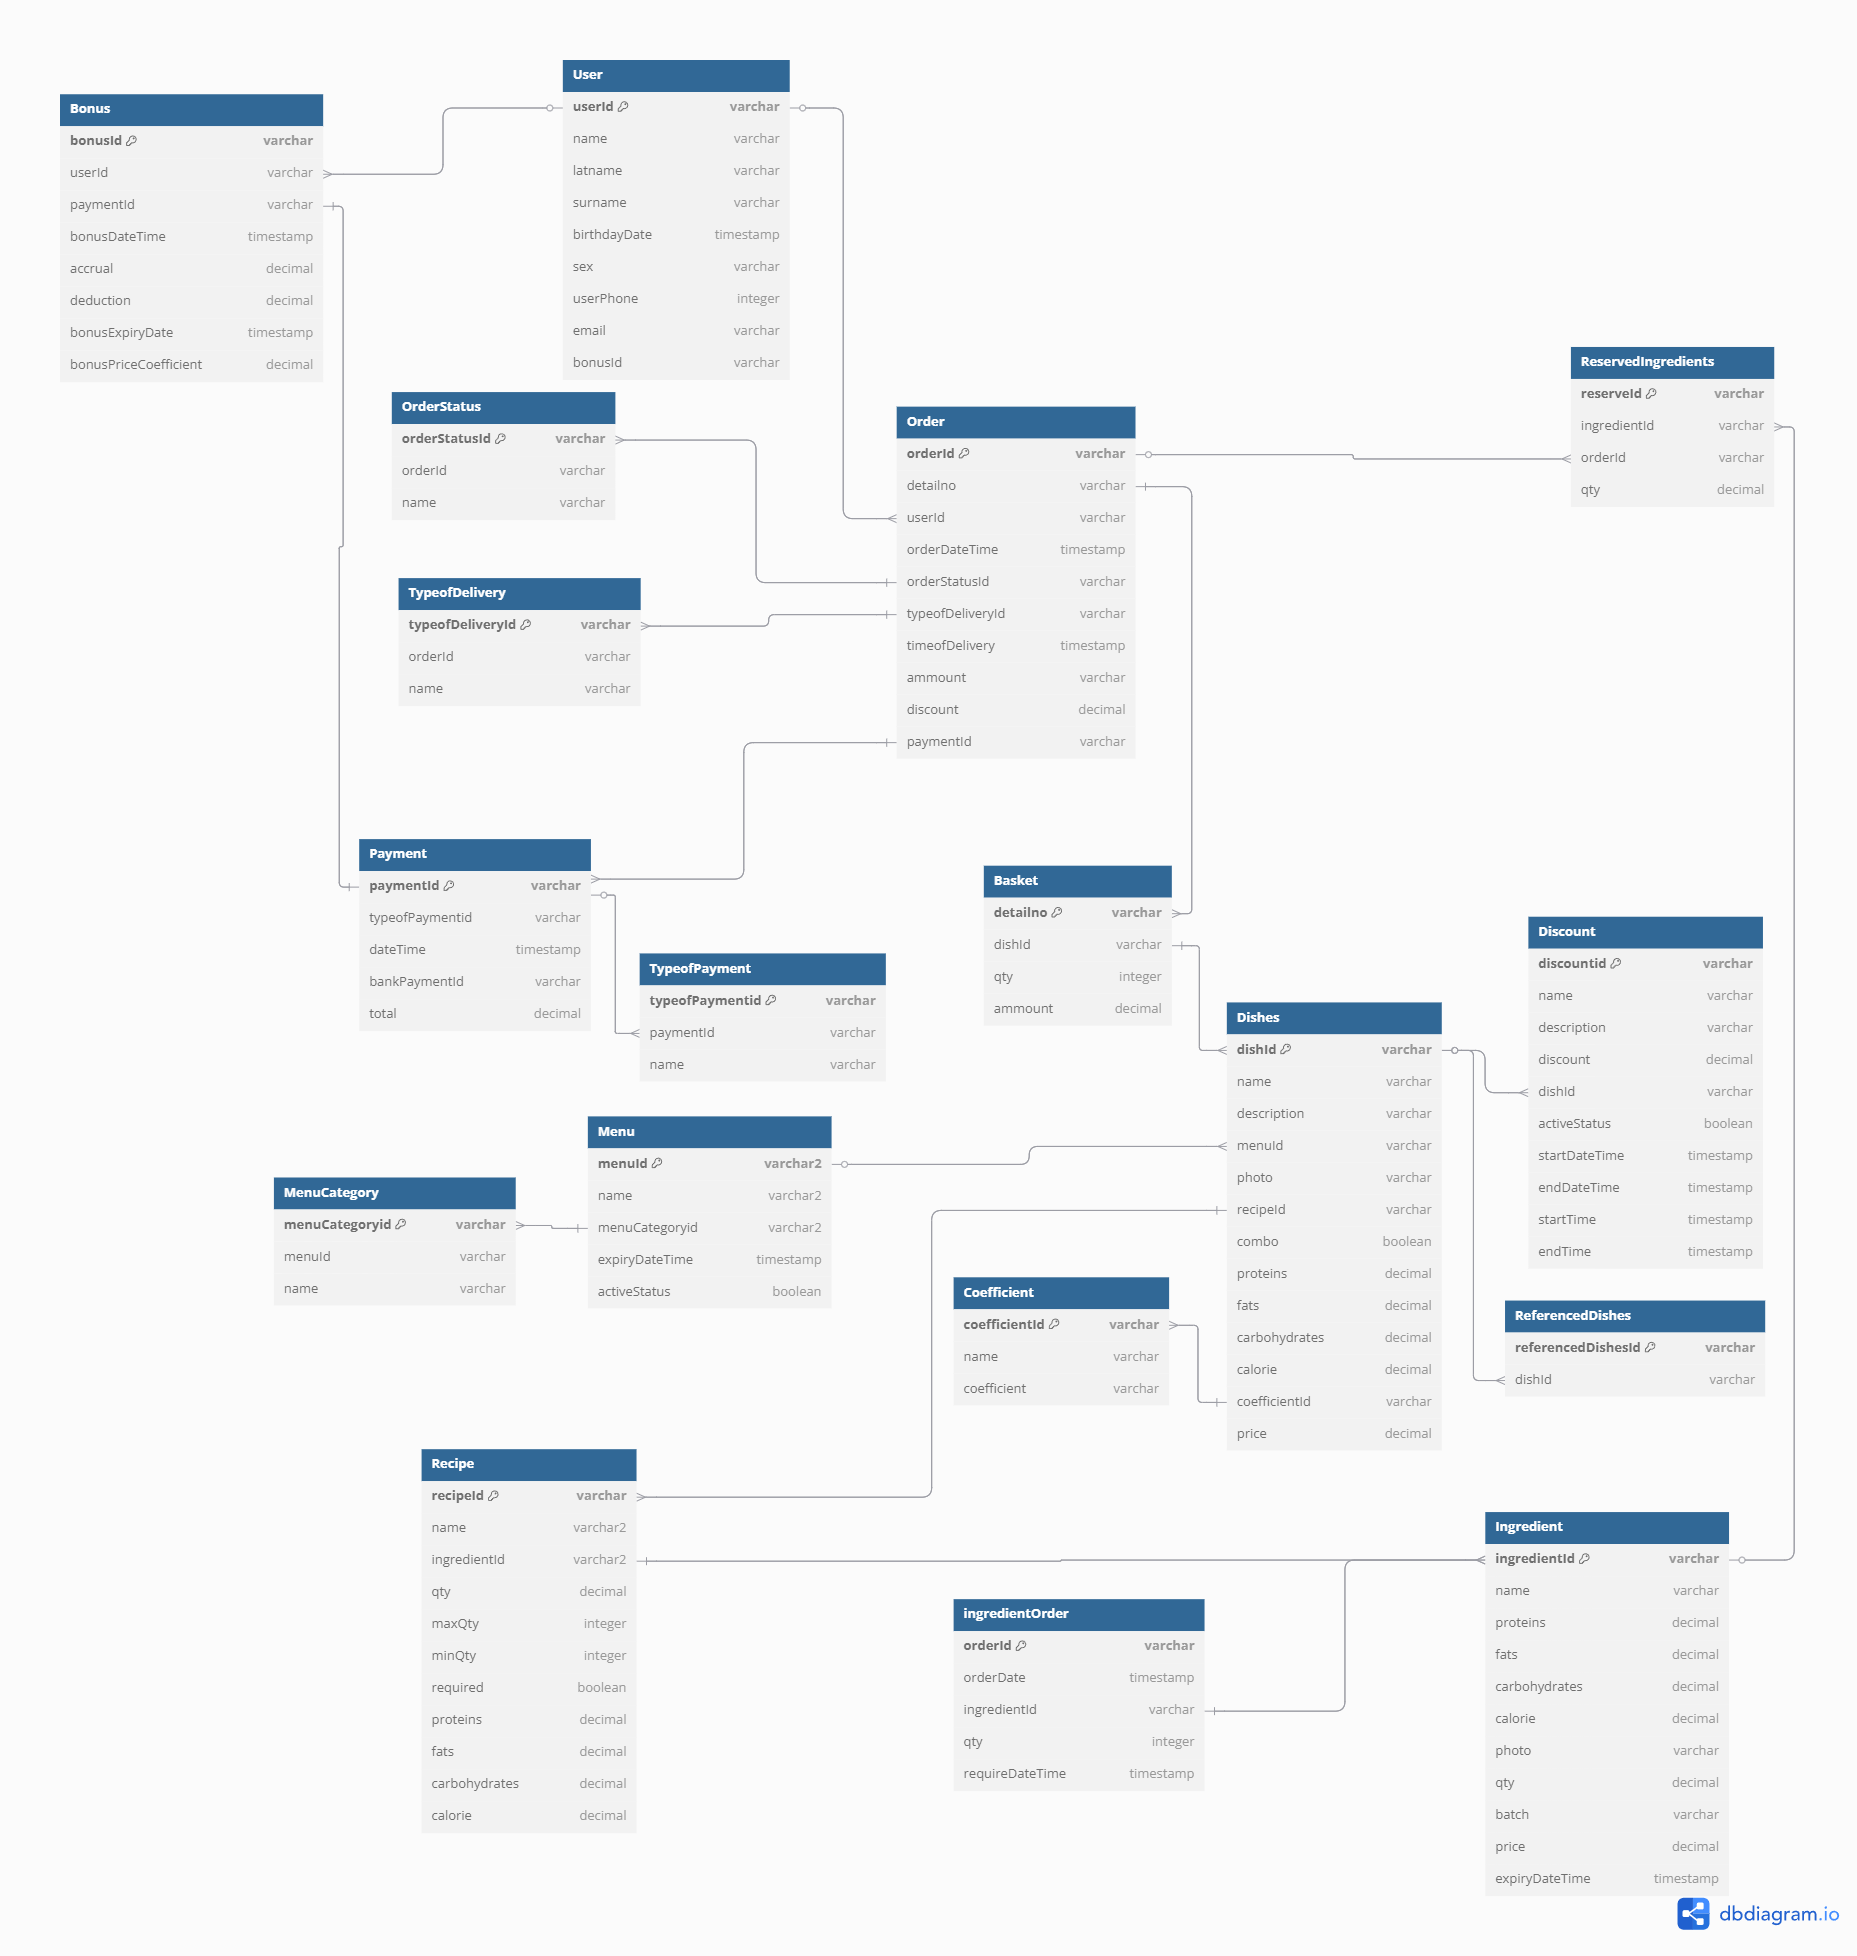 User
userId varchar
name varchar
latname varchar
surname varchar
birthdayDate timestamp
sex varchar
userPhone integer
email varchar
bonusId varchar
Bonus
bonusId varchar
userId varchar
paymentId varchar
bonusDateTime timestamp
accrual decimal
deduction decimal
bonusExpiryDate timestamp
bonusPriceCoefficient decimal
OrderStatus
orderStatusId varchar
orderId varchar
name varchar
Order
orderId varchar
detailno varchar
userId varchar
orderDateTime timestamp
orderStatusId varchar
typeofDeliveryId varchar
timeofDelivery timestamp
ammount varchar
discount decimal
paymentId varchar
ReservedIngredients
reserveId varchar
ingredientId varchar
orderId varchar
qty decimal
TypeofDelivery
typeofDeliveryId varchar
orderId varchar
name varchar
Payment
paymentId varchar
typeofPaymentid varchar
dateTime timestamp
bankPaymentId varchar
total decimal
TypeofPayment
typeofPaymentid varchar
paymentId varchar
name varchar
Basket
detailno varchar
dishId varchar
qty integer
ammount decimal
Discount
discountid varchar
name varchar
description varchar
discount decimal
dishId varchar
activeStatus boolean
startDateTime timestamp
endDateTime timestamp
startTime timestamp
endTime timestamp
Dishes
dishId varchar
name varchar
description varchar
menuId varchar
photo varchar
recipeId varchar
combo boolean
proteins decimal
fats decimal
carbohydrates decimal
calorie decimal
coefficientId varchar
price decimal
Menu
menuId varchar2
name varchar2
menuCategoryid varchar2
expiryDateTime timestamp
activeStatus boolean
MenuCategory
menuCategoryid varchar
menuId varchar
name varchar
Coefficient
coefficientId varchar
name varchar
coefficient varchar
ReferencedDishes
referencedDishesId varchar
dishId varchar
Recipe
recipeId varchar
name varchar2
ingredientId varchar2
qty decimal
maxQty integer
minQty integer
required boolean
proteins decimal
fats decimal
carbohydrates decimal
calorie decimal
ingredientOrder
orderId varchar
orderDate timestamp
ingredientId varchar
qty integer
requireDateTime timestamp
Ingredient
ingredientId varchar
name varchar
proteins decimal
fats decimal
carbohydrates decimal
calorie decimal
photo varchar
qty decimal
batch varchar
price decimal
expiryDateTime timestamp
dbdiagram.io